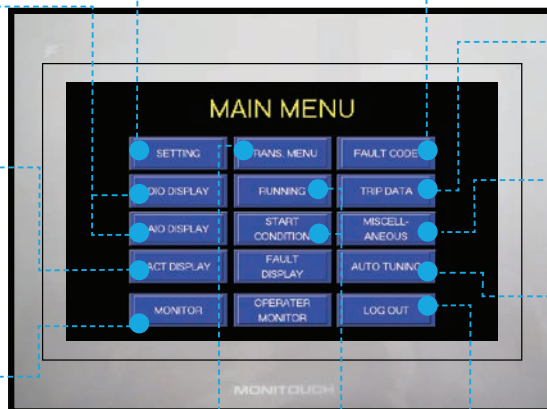 MAIN MENU
SETTING
TRANS. MENU
FAULT CODE
DIO DISPLAY
RUNNING
TRIP DATA
AIO DISPLAY
START
CONDITION
MISCELL-
ANEOUS
ACT DISPLAY
FAULT
DISPLAY
AUTO TUNING
MONITOR
OPERATER
MONITOR
LOG OUT
MONITOUCH